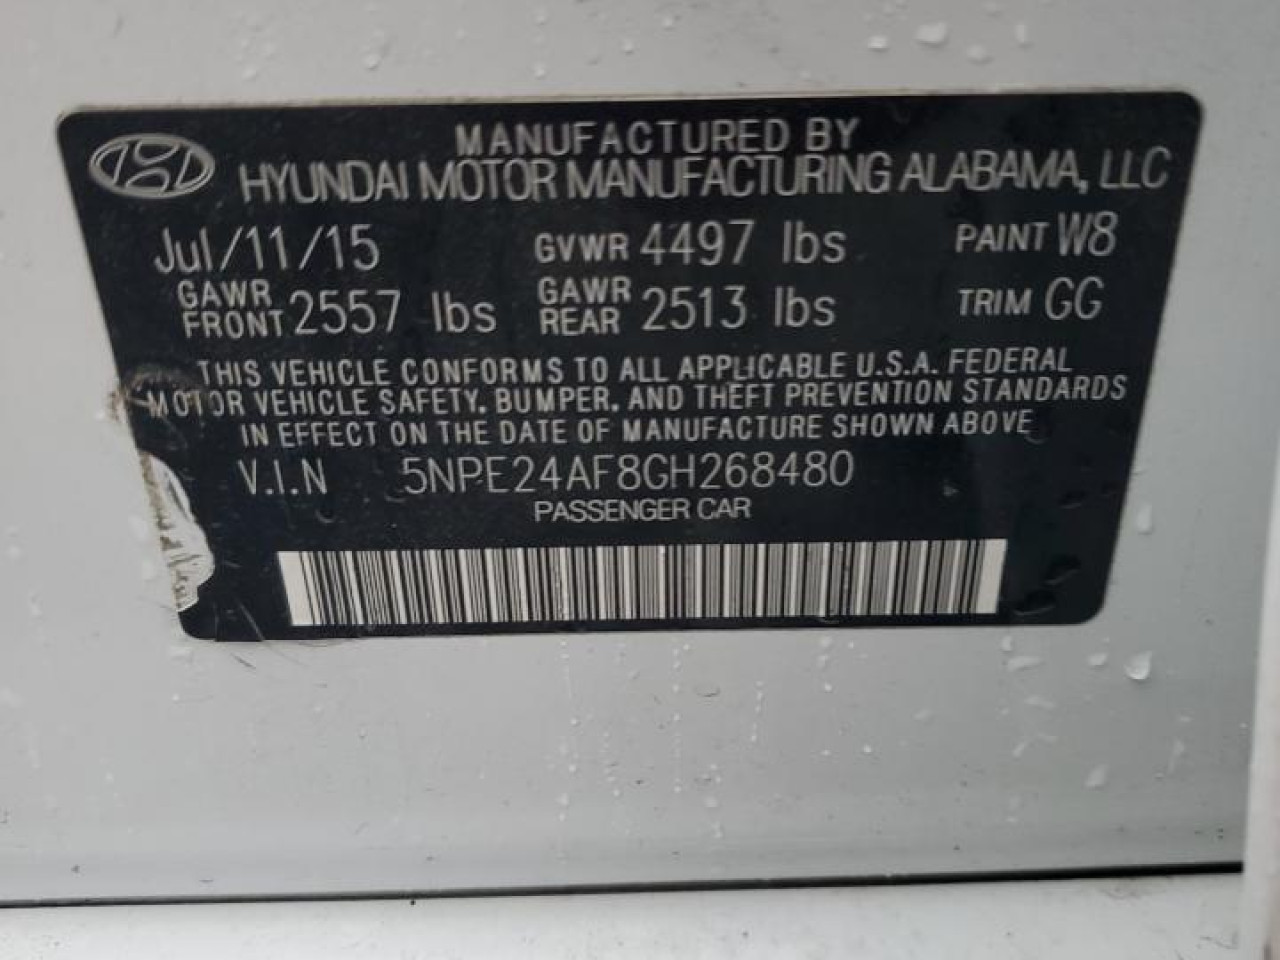 MANUFACTURED BY
HYUNDAI MOTOR MANUFACTURING ALABAMA, LLC
Jul/11/15 GVWR 4497 lbs PAINT W8
GAWR FRONT 2557 lbs GAWR REAR 2513 lbs TRIM GG
THIS VEHICLE CONFORMS TO ALL APPLICABLE U.S.A. FEDERAL
MOTOR VEHICLE SAFETY. BUMPER. AND THEFT PREVENTION STANDARDS
IN EFFECT ON THE DATE OF MANUFACTURE SHOWN ABOVE
V.I.N 5NPE24AF8GH268480
PASSENGER CAR